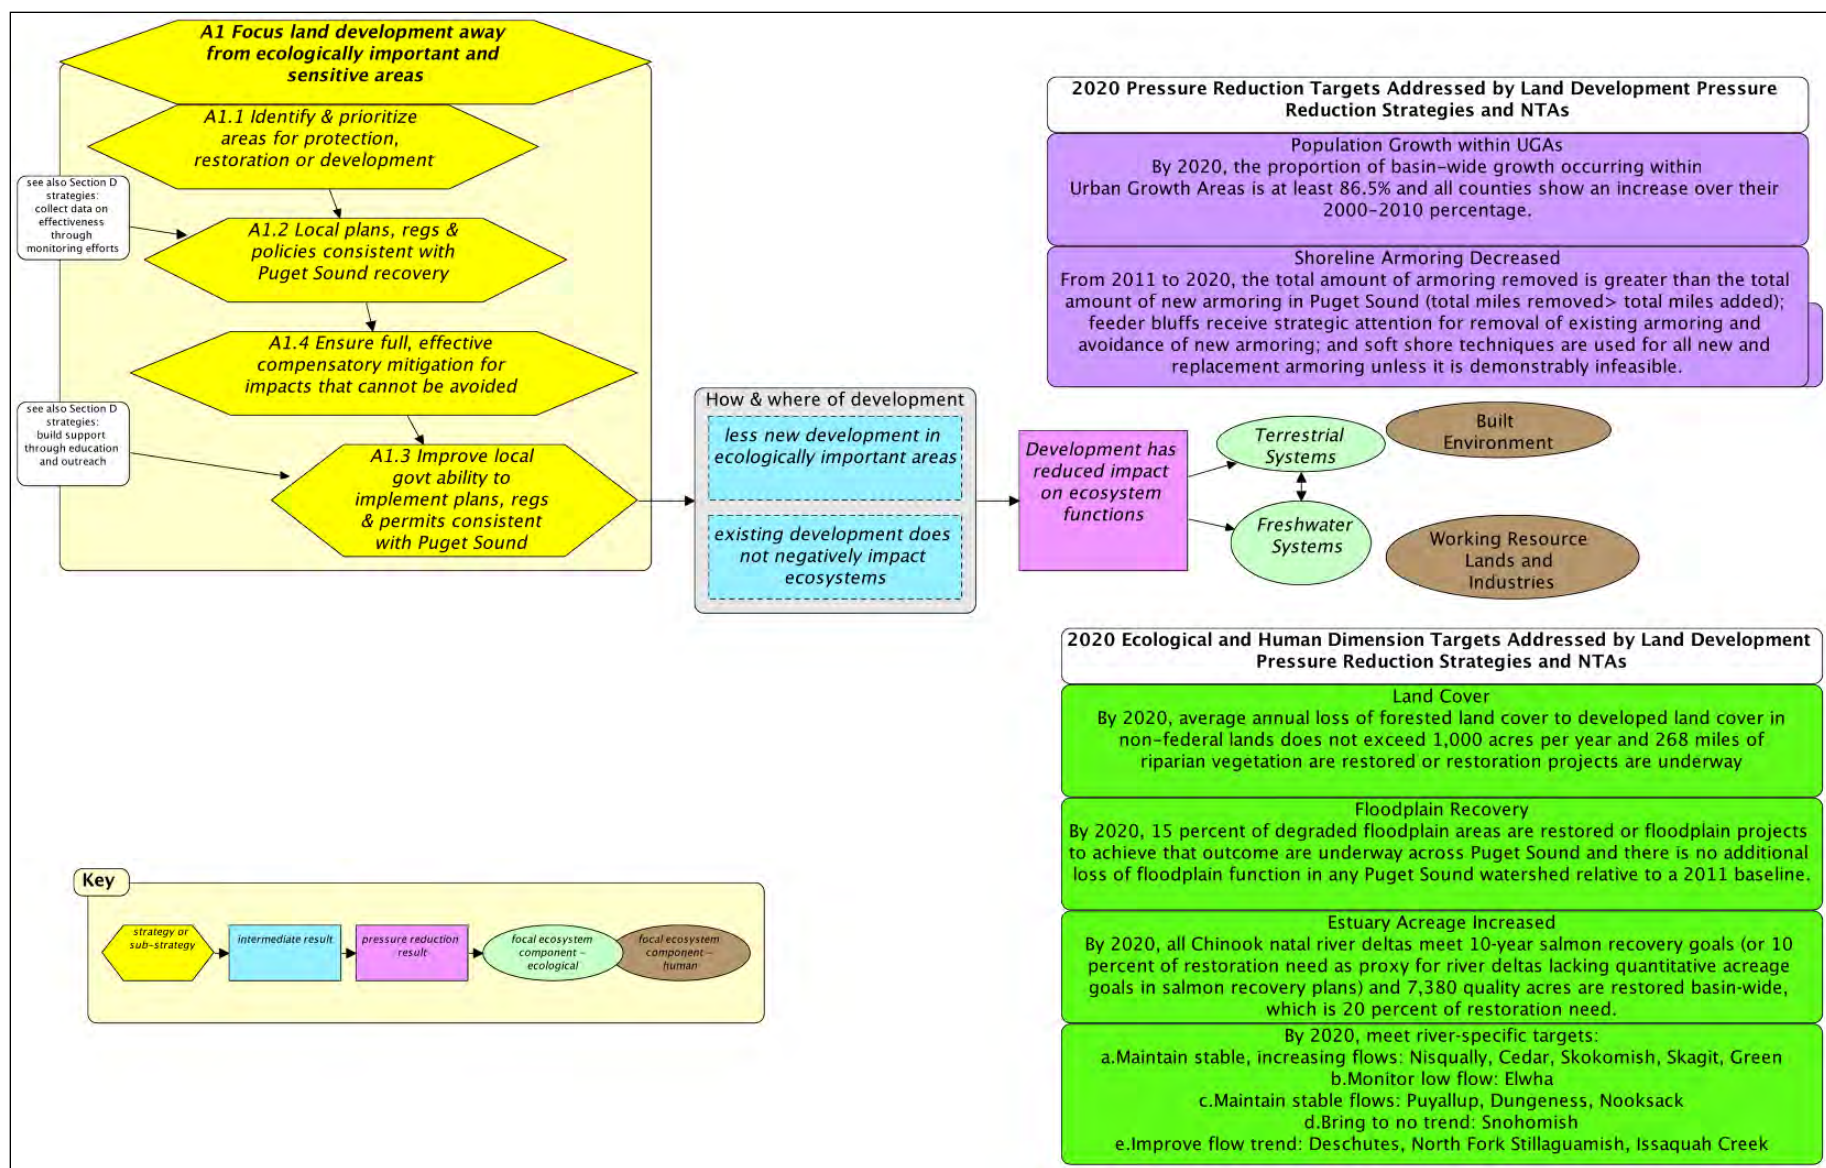 A1 Focus land development away
from ecologically important and
sensitive areas
A1.1 Identify & prioritize
areas for protection,
restoration or development
see also Section D
strategies:
collect data on
effectiveness
through
monitoring efforts
A1.2 Local plans, regs &
policies consistent with
Puget Sound recovery
A1.4 Ensure full, effective
compensatory mitigation for
impacts that cannot be avoided
see also Section D
strategies:
build support
through education
and outreach
A1.3 Improve local
govt ability to
implement plans, regs
& permits consistent
with Puget Sound
How & where of development
less new development in
ecologically important areas
existing development does
not negatively impact
ecosystems
Development has
reduced impact
on ecosystem
functions
Terrestrial
Systems
Freshwater
Systems
Built
Environment
Working Resource
Lands and
Industries
2020 Pressure Reduction Targets Addressed by Land Development Pressure
Reduction Strategies and NTAs
Population Growth within UGAs
By 2020, the proportion of basin-wide growth occurring within
Urban Growth Areas is at least 86.5% and all counties show an increase over their
2000-2010 percentage.
Shoreline Armoring Decreased
From 2011 to 2020, the total amount of armoring removed is greater than the total
amount of new armoring in Puget Sound (total miles removed> total miles added);
feeder bluffs receive strategic attention for removal of existing armoring and
avoidance of new armoring; and soft shore techniques are used for all new and
replacement armoring unless it is demonstrably infeasible.
2020 Ecological and Human Dimension Targets Addressed by Land Development
Pressure Reduction Strategies and NTAs
Land Cover
By 2020, average annual loss of forested land cover to developed land cover in
non-federal lands does not exceed 1,000 acres per year and 268 miles of
riparian vegetation are restored or restoration projects are underway
Floodplain Recovery
By 2020, 15 percent of degraded floodplain areas are restored or floodplain projects
to achieve that outcome are underway across Puget Sound and there is no additional
loss of floodplain function in any Puget Sound watershed relative to a 2011 baseline.
Estuary Acreage Increased
By 2020, all Chinook natal river deltas meet 10-year salmon recovery goals (or 10
percent of restoration need as proxy for river deltas lacking quantitative acreage
goals in salmon recovery plans) and 7,380 quality acres are restored basin-wide,
which is 20 percent of restoration need.
By 2020, meet river-specific targets:
a.Maintain stable, increasing flows: Nisqually, Cedar, Skokomish, Skagit, Green
b.Monitor low flow: Elwha
c.Maintain stable flows: Puyallup, Dungeness, Nooksack
d.Bring to no trend: Snohomish
e.Improve flow trend: Deschutes, North Fork Stillaguamish, Issaquah Creek
Key
strategy or
sub-strategy
intermediate result
pressure reduction
result
focal ecosystem
component -
ecological
focal ecosystem
component -
human